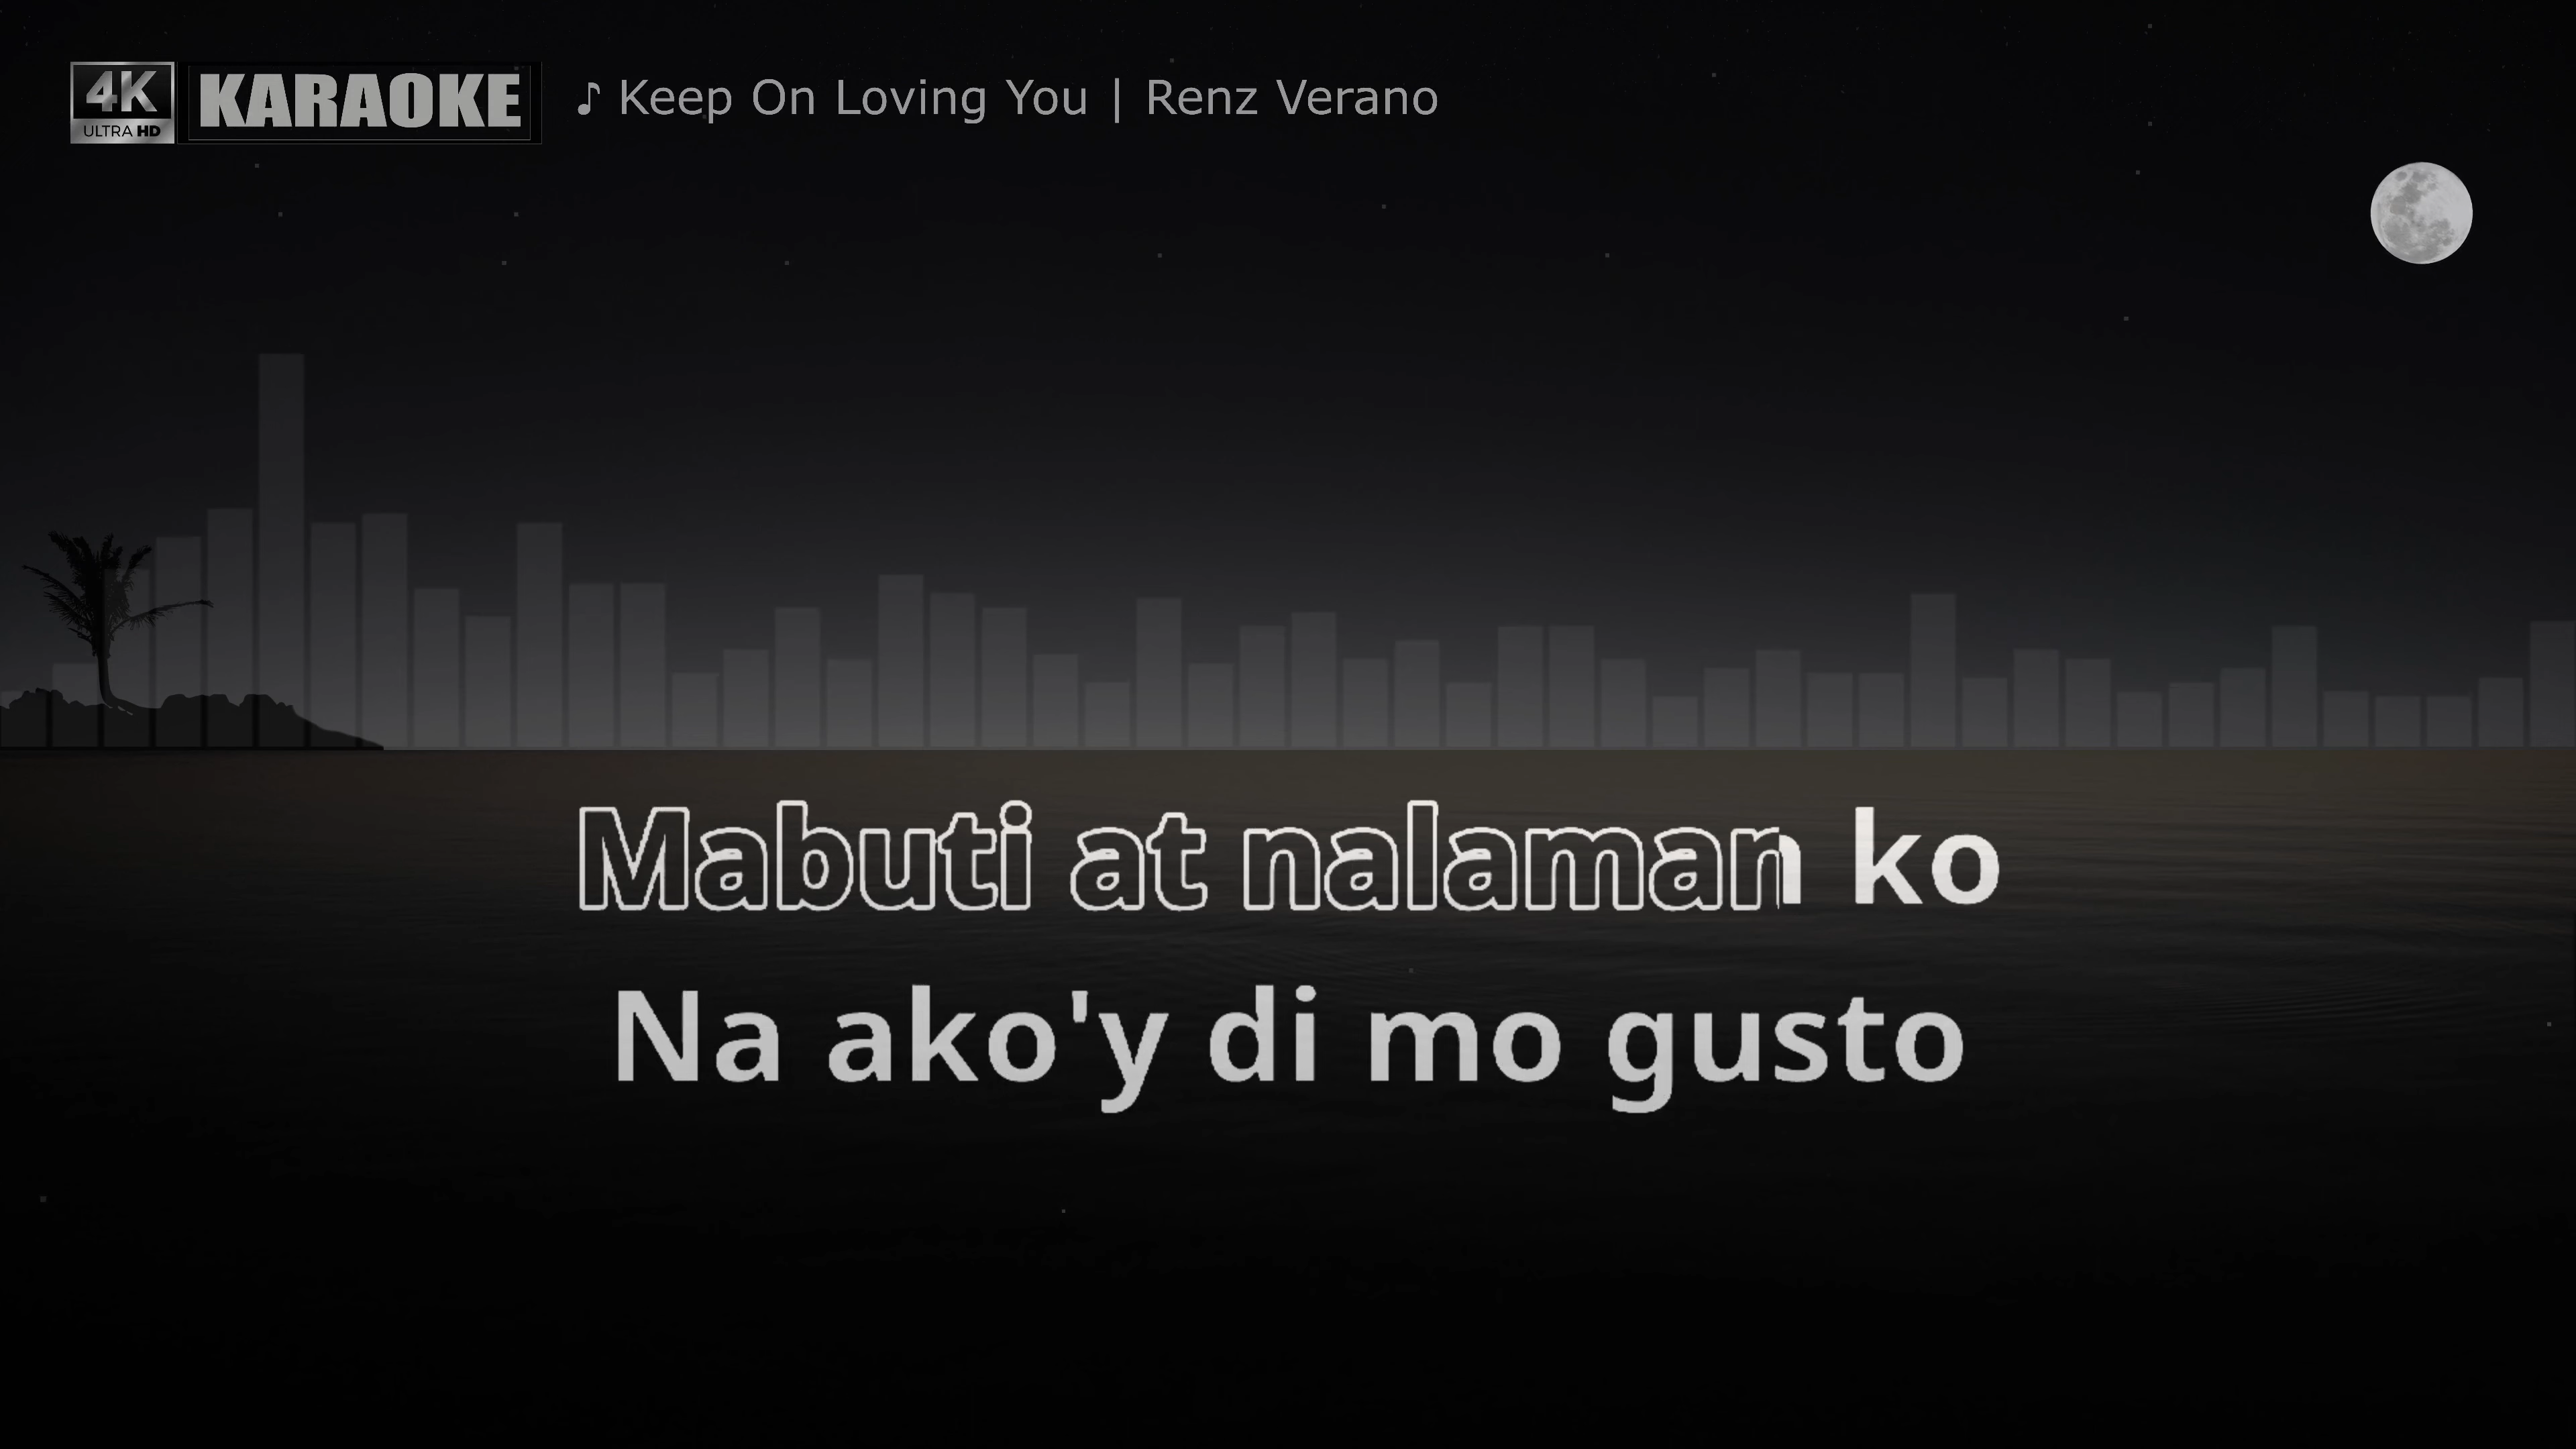 4K ULTRA HD KARAOKE ♪ Keep On Loving You | Renz Verano
Mabuti at nalaman ko
Na ako'y di mo gusto